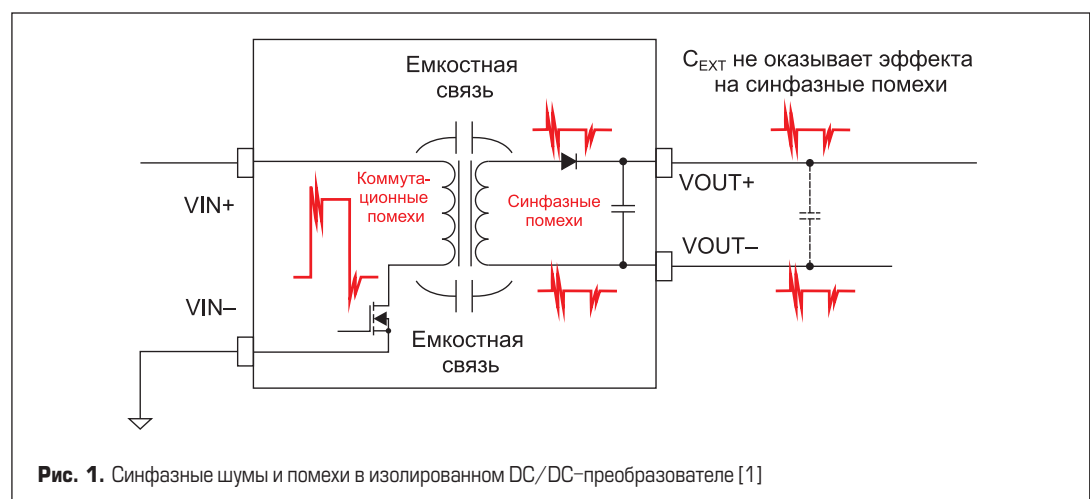 Емкостная
связь
C_EXT не оказывает эффекта
на синфазные помехи
VIN+
Коммута-
ционные
помехи
Синфазные
помехи
VOUT+
VOUT–
VIN–
Емкостная
связь
Рис. 1. Синфазные шумы и помехи в изолированном DC/DC–преобразователе [1]